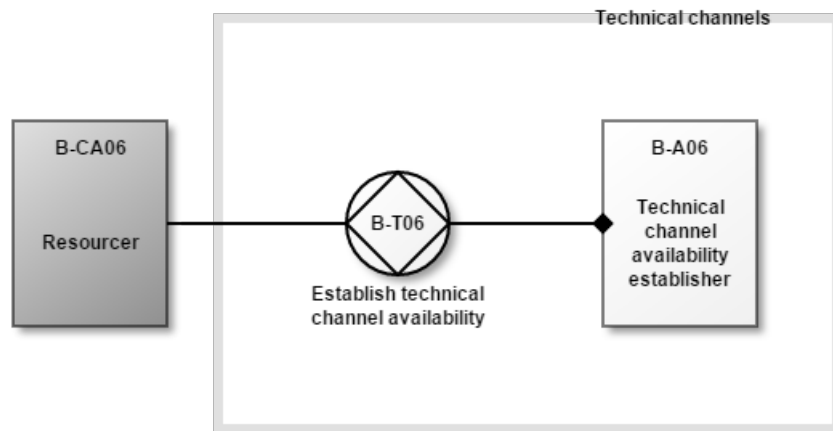 Technical channels
B-CA06
Resourcer
B-T06
Establish technical
channel availability
B-A06
Technical
channel
availability
establisher